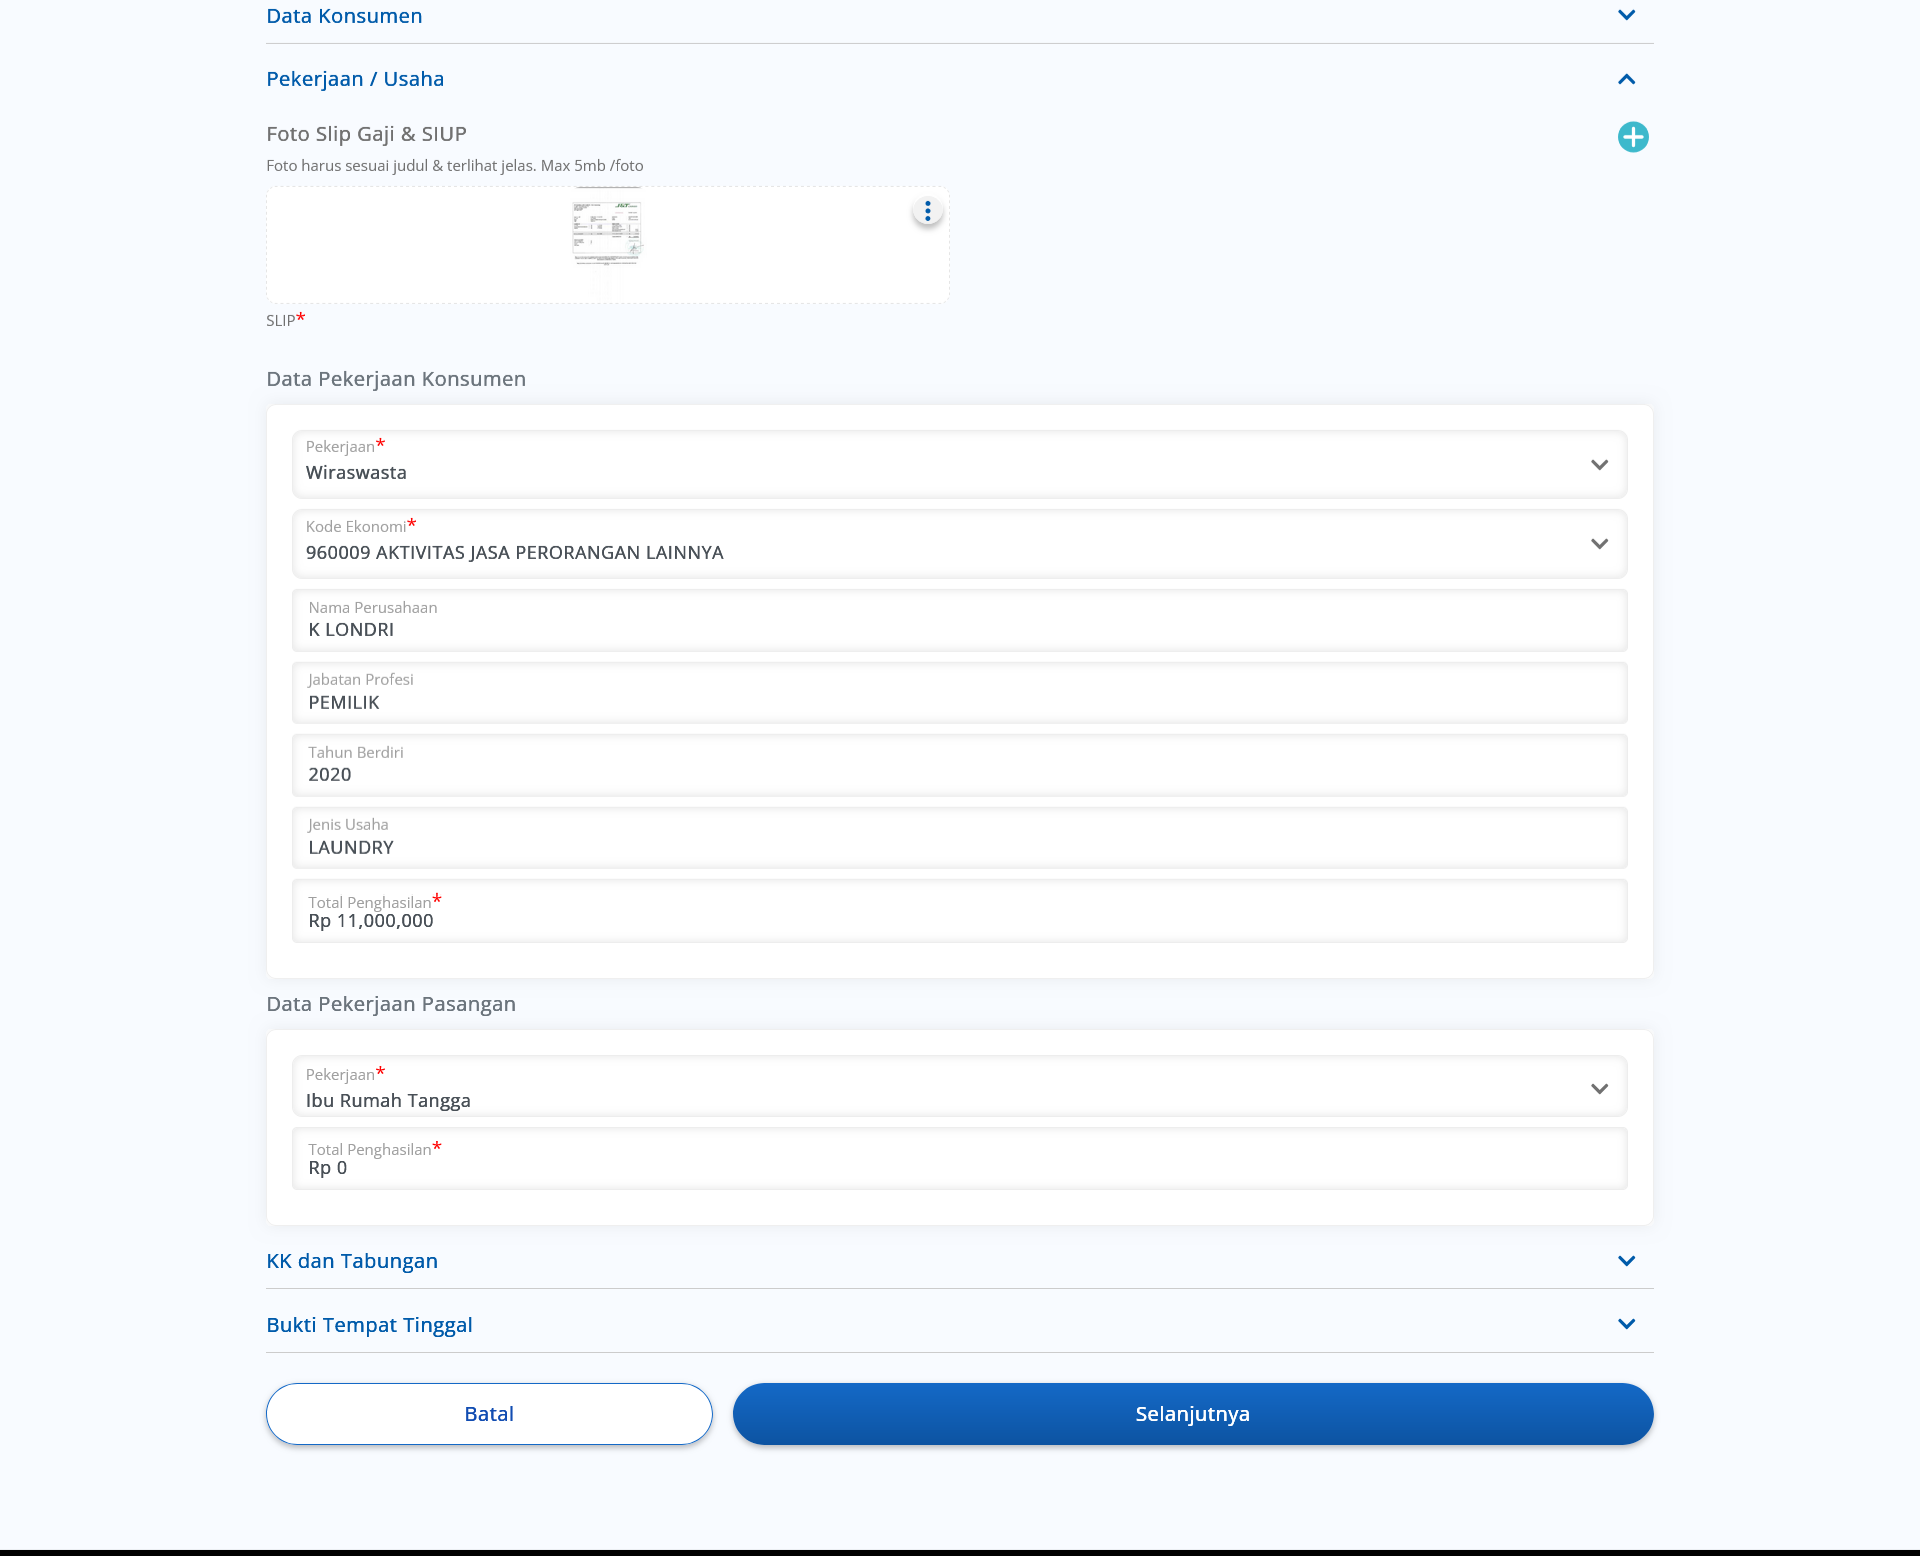 Data Konsumen
Pekerjaan / Usaha
Foto Slip Gaji & SIUP
Foto harus sesuai judul & terlihat jelas. Max 5mb /foto
SLIP*
Data Pekerjaan Konsumen
Pekerjaan*
Wiraswasta
Kode Ekonomi*
960009 AKTIVITAS JASA PERORANGAN LAINNYA
Nama Perusahaan
K LONDRI
Jabatan Profesi
PEMILIK
Tahun Berdiri
2020
Jenis Usaha
LAUNDRY
Total Penghasilan*
Rp 11,000,000
Data Pekerjaan Pasangan
Pekerjaan*
Ibu Rumah Tangga
Total Penghasilan*
Rp 0
KK dan Tabungan
Bukti Tempat Tinggal
Batal
Selanjutnya